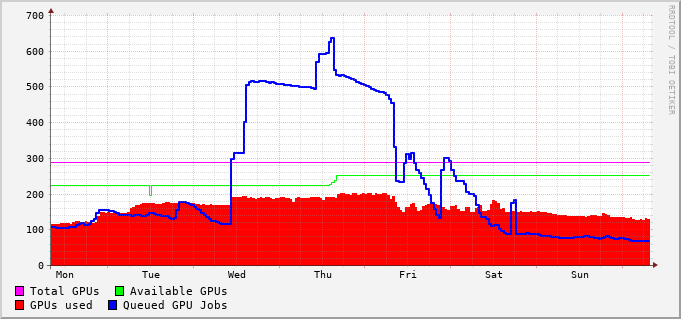 700
600
500
400
300
200
100
0
Mon Tue Wed Thu Fri Sat Sun
Total GPUs Available GPUs
GPUs used Queued GPU Jobs
RRDTOOL / TOBI OETIKER